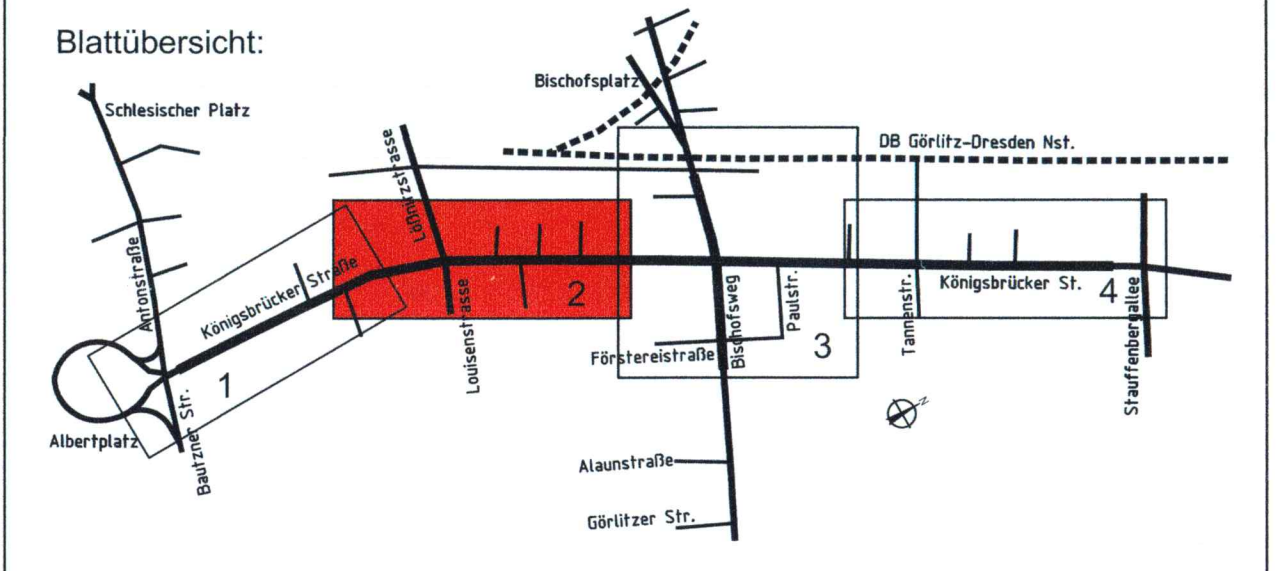 Blattübersicht:
Schlesischer Platz
Bischofsplatz
DB Görlitz-Dresden Nst.
Lößnirzstrasse
Antonstraße
Königsbrücker Straße
2
Louisenstrasse
Bischofsweg
Paulstr.
3
Förstereistraße
Tannenstr.
Königsbrücker St.
4
Stauffenbergallee
1
Albertplatz
Bautzner Str.
N
Alaunstraße
Görlitzer Str.